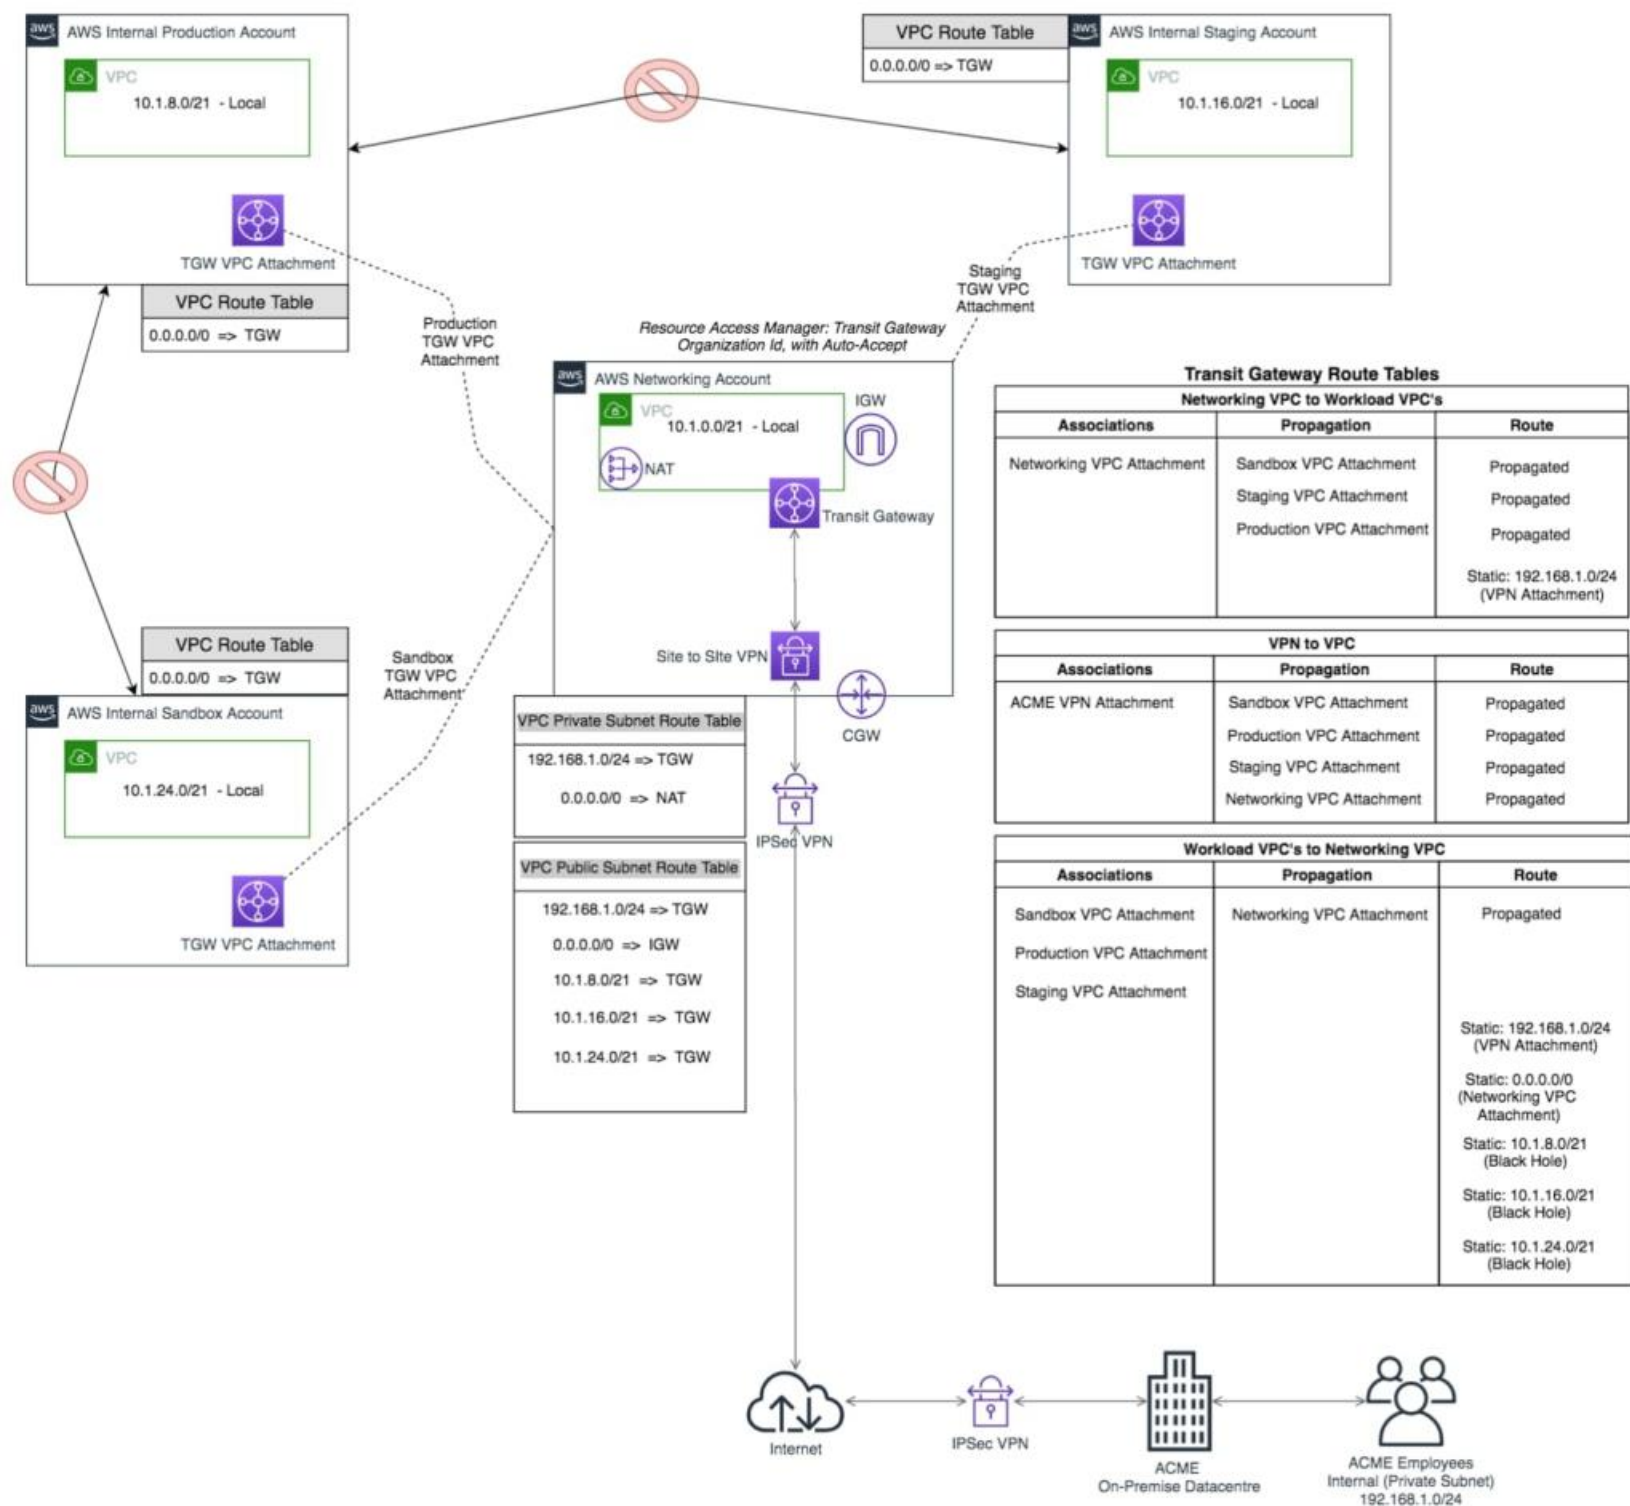 aws
AWS Internal Production Account
VPC
10.1.8.0/21 - Local
TGW VPC Attachment
VPC Route Table
0.0.0.0/0 => TGW
VPC Route Table
0.0.0.0/0 => TGW
aws
AWS Internal Staging Account
VPC
10.1.16.0/21 - Local
TGW VPC Attachment
Production
TGW VPC
Attachment
Staging
TGW VPC
Attachment
Resource Access Manager: Transit Gateway
Organization Id, with Auto-Accept
aws
AWS Networking Account
VPC
10.1.0.0/21 - Local
IGW
NAT
Transit Gateway
Site to SIte VPN
CGW
IPSec VPN
VPC Route Table
0.0.0.0/0 => TGW
aws
AWS Internal Sandbox Account
VPC
10.1.24.0/21 - Local
TGW VPC Attachment
Sandbox
TGW VPC
Attachment
VPC Private Subnet Route Table
192.168.1.0/24 => TGW
0.0.0.0/0 => NAT
VPC Public Subnet Route Table
192.168.1.0/24 => TGW
0.0.0.0/0 => IGW
10.1.8.0/21 => TGW
10.1.16.0/21 => TGW
10.1.24.0/21 => TGW
Transit Gateway Route Tables
Networking VPC to Workload VPC's
Associations Propagation Route
Networking VPC Attachment Sandbox VPC Attachment Propagated
Staging VPC Attachment Propagated
Production VPC Attachment Propagated
Static: 192.168.1.0/24
(VPN Attachment)
VPN to VPC
Associations Propagation Route
ACME VPN Attachment Sandbox VPC Attachment Propagated
Production VPC Attachment Propagated
Staging VPC Attachment Propagated
Networking VPC Attachment Propagated
Workload VPC's to Networking VPC
Associations Propagation Route
Sandbox VPC Attachment Networking VPC Attachment Propagated
Production VPC Attachment
Staging VPC Attachment
Static: 192.168.1.0/24
(VPN Attachment)
Static: 0.0.0.0/0
(Networking VPC
Attachment)
Static: 10.1.8.0/21
(Black Hole)
Static: 10.1.16.0/21
(Black Hole)
Static: 10.1.24.0/21
(Black Hole)
Internet
IPSec VPN
ACME
On-Premise Datacentre
ACME Employees
Internal (Private Subnet)
192.168.1.0/24